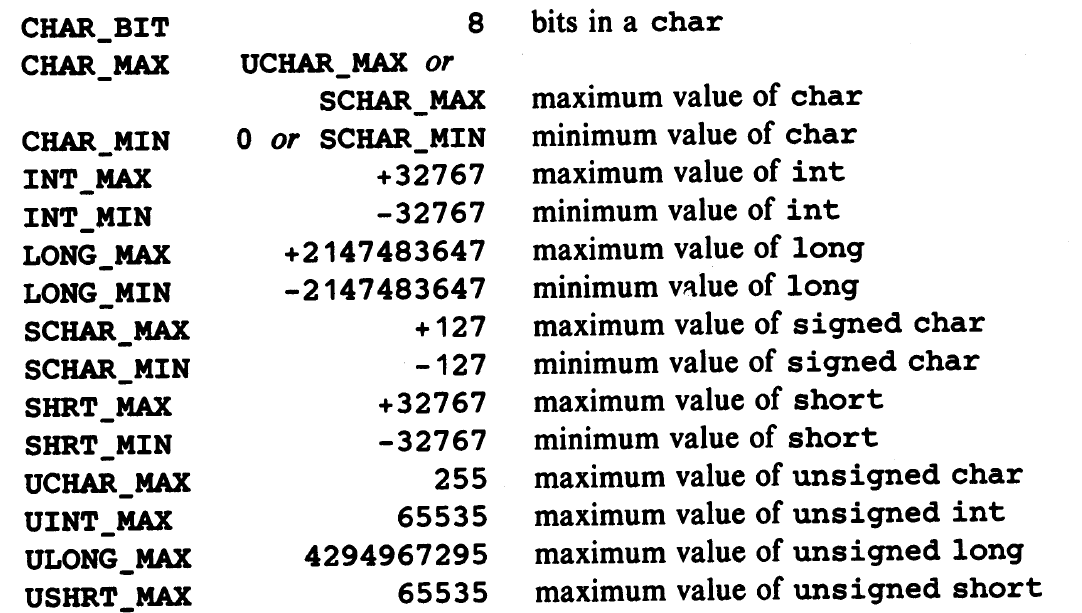 CHAR_BIT 8 bits in a char
CHAR_MAX UCHAR_MAX or
SCHAR_MAX maximum value of char
CHAR_MIN 0 or SCHAR_MIN minimum value of char
INT_MAX +32767 maximum value of int
INT_MIN -32767 minimum value of int
LONG_MAX +2147483647 maximum value of long
LONG_MIN -2147483647 minimum value of long
SCHAR_MAX +127 maximum value of signed char
SCHAR_MIN -127 minimum value of signed char
SHRT_MAX +32767 maximum value of short
SHRT_MIN -32767 minimum value of short
UCHAR_MAX 255 maximum value of unsigned char
UINT_MAX 65535 maximum value of unsigned int
ULONG_MAX 4294967295 maximum value of unsigned long
USHRT_MAX 65535 maximum value of unsigned short